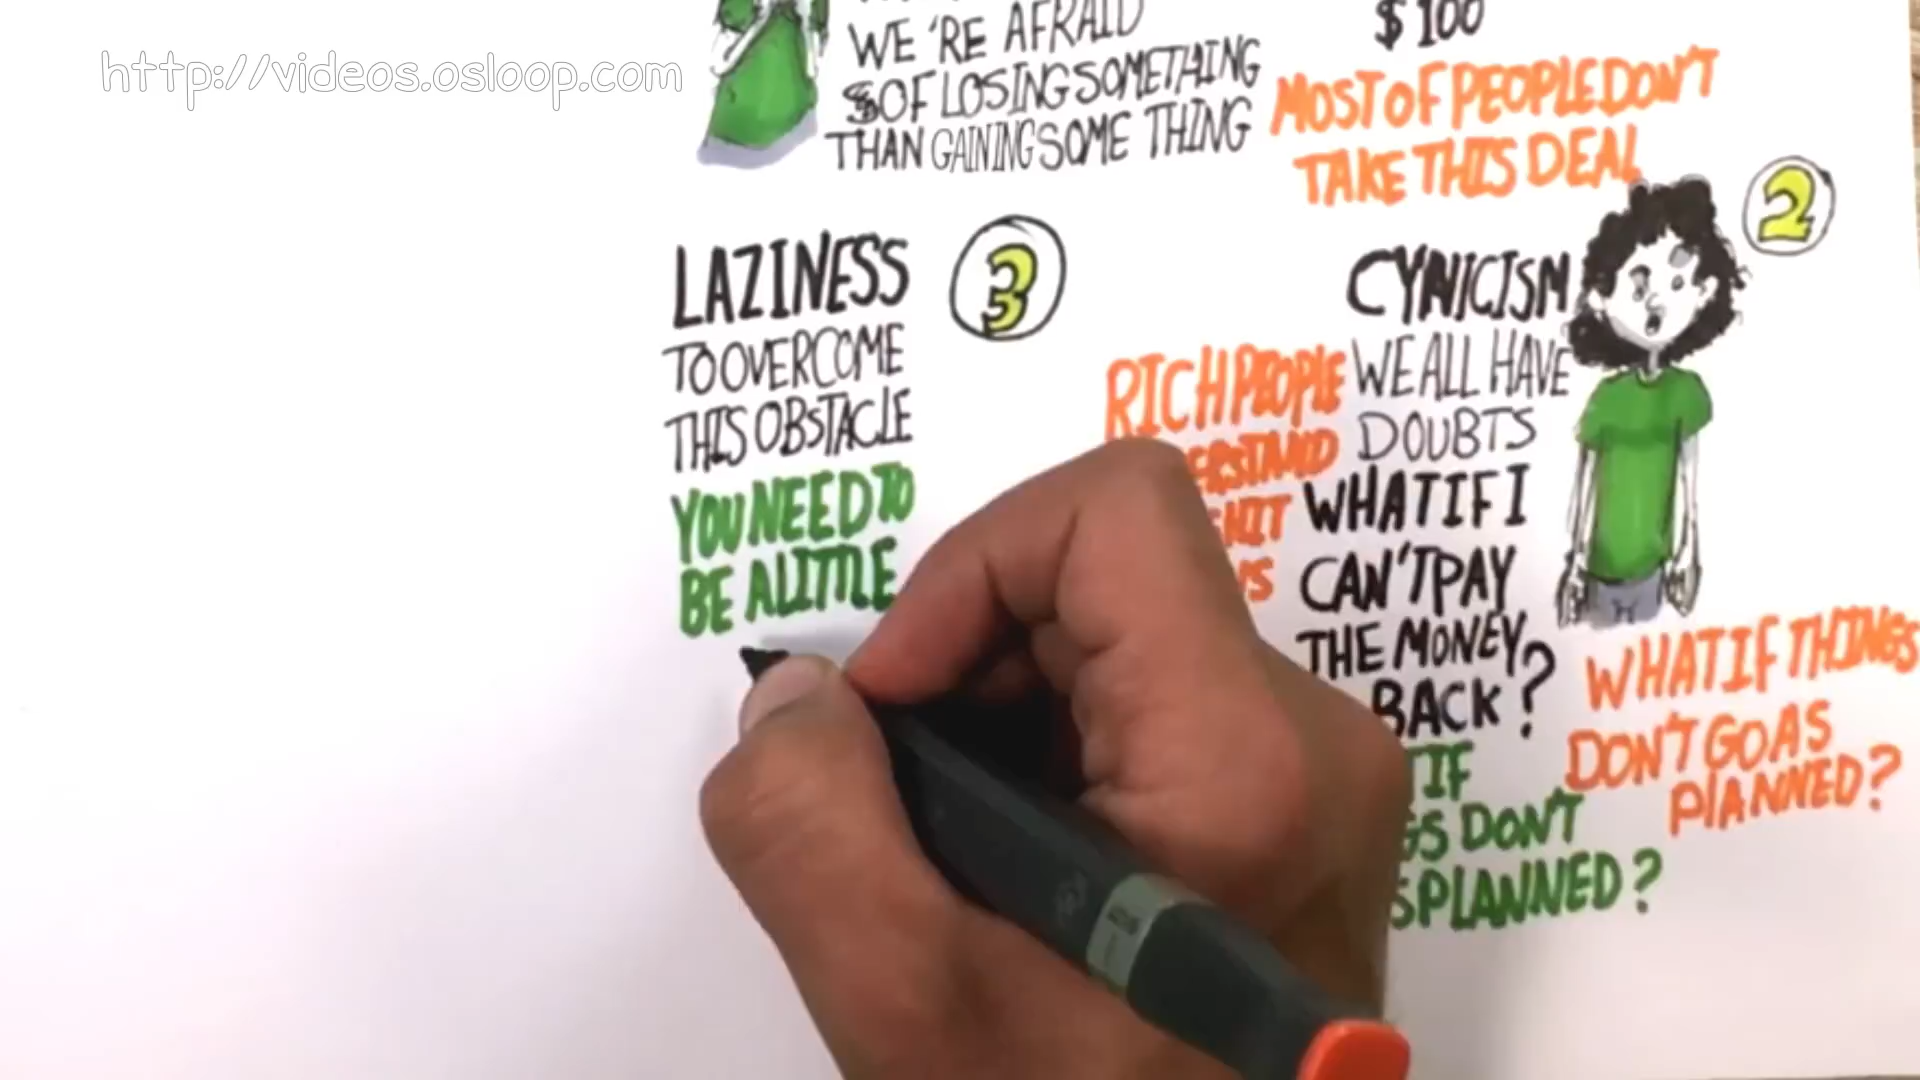 http://videos.osloop.com
WE'RE AFRAID
OF LOSING SOMETHING
THAN GAINING SOME THING
$100
MOST OF PEOPLE DON'T
TAKE THIS DEAL
2
3
LAZINESS
TO OVERCOME
THIS OBSTACLE
YOU NEED TO
BE A LITTLE
CYNICISM
WE ALL HAVE
DOUBTS
WHAT IF I
CAN'T PAY
THE MONEY
BACK?
RICH PEOPLE
WHAT IF THINGS
DON'T GO AS
PLANNED?
IF
DON'T
PLANNED?